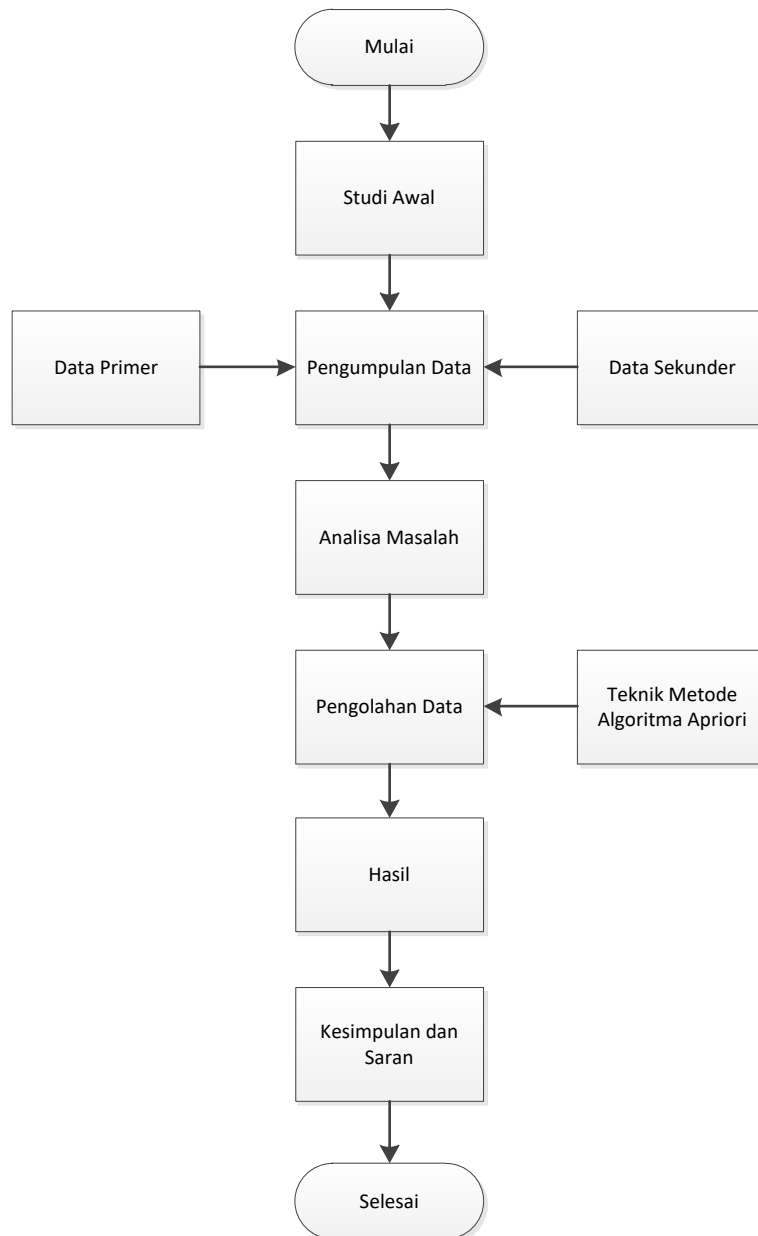 Mulai
Studi Awal
Data Primer
Pengumpulan Data
Data Sekunder
Analisa Masalah
Pengolahan Data
Teknik Metode
Algoritma Apriori
Hasil
Kesimpulan dan
Saran
Selesai